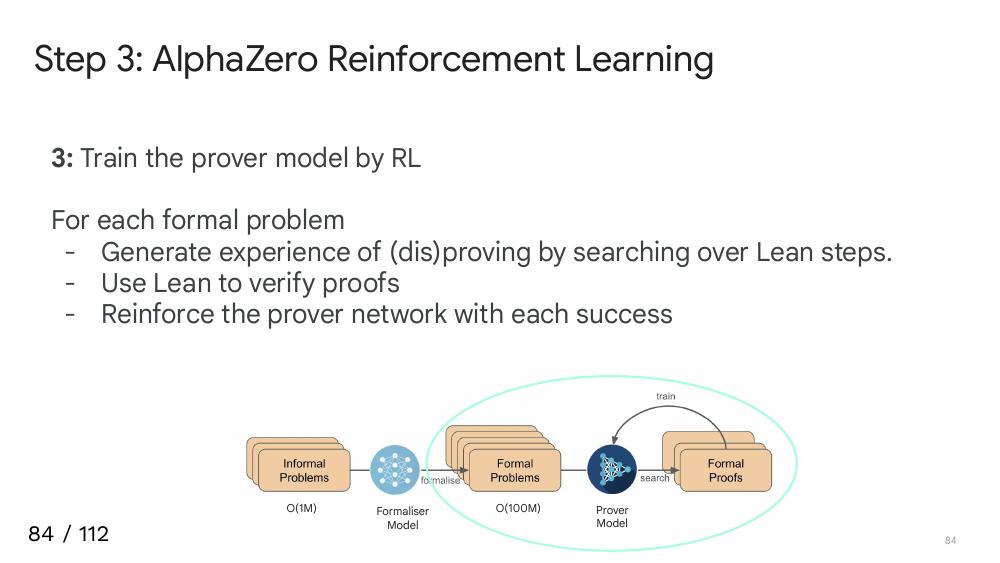 Step 3: AlphaZero Reinforcement Learning
3: Train the prover model by RL
For each formal problem
- Generate experience of (dis)proving by searching over Lean steps.
- Use Lean to verify proofs
- Reinforce the prover network with each success
train
Informal
Problems
formalise
Formal
Problems
search
Formal
Proofs
O(1M)
Formaliser
Model
O(100M)
Prover
Model
84 / 112
84